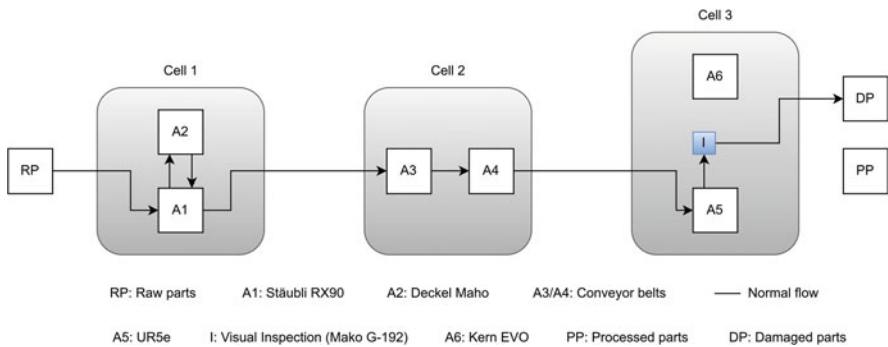 Cell 1
Cell 2
Cell 3
A2
A6
DP
I
RP
A3
A4
PP
A1
A5
RP: Raw parts A1: Stäubli RX90 A2: Deckel Maho A3/A4: Conveyor belts Normal flow
A5: UR5e I: Visual Inspection (Mako G-192) A6: Kern EVO PP: Processed parts DP: Damaged parts